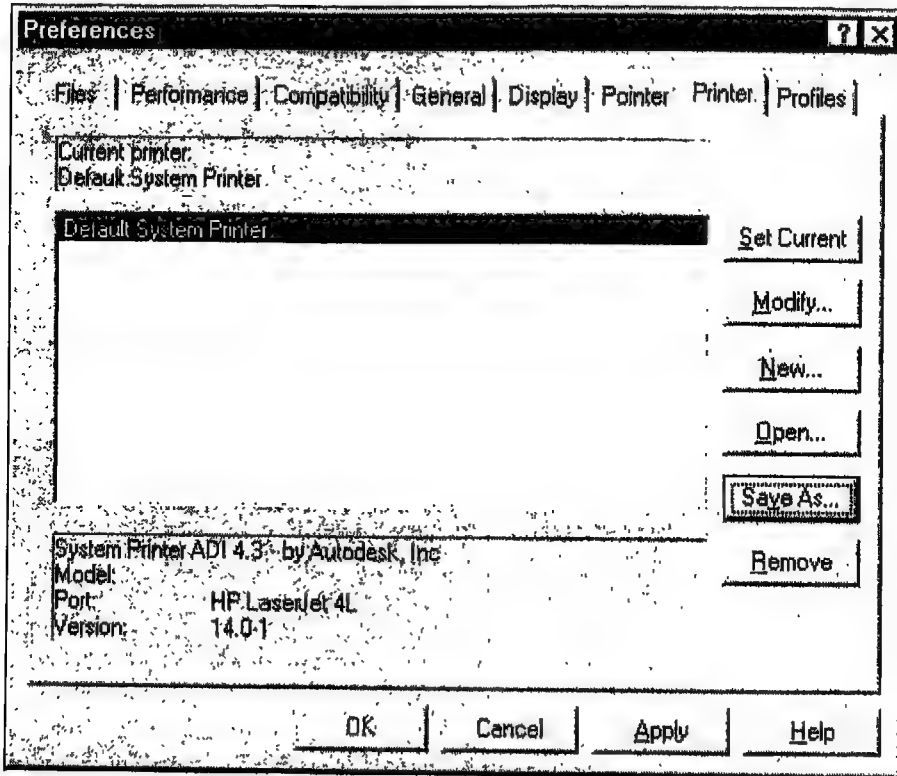 Preferences
? X
Files Performance Compatibility General Display Pointer Printer Profiles
Current printer:
Default System Printer
Default System Printer
Set Current
Modify...
New...
Open...
Save As...
Remove
System Printer ADI 4.3 - by Autodesk, Inc
Model:
Port: HP LaserJet 4L
Version: 14.0-1
OK Cancel Apply Help